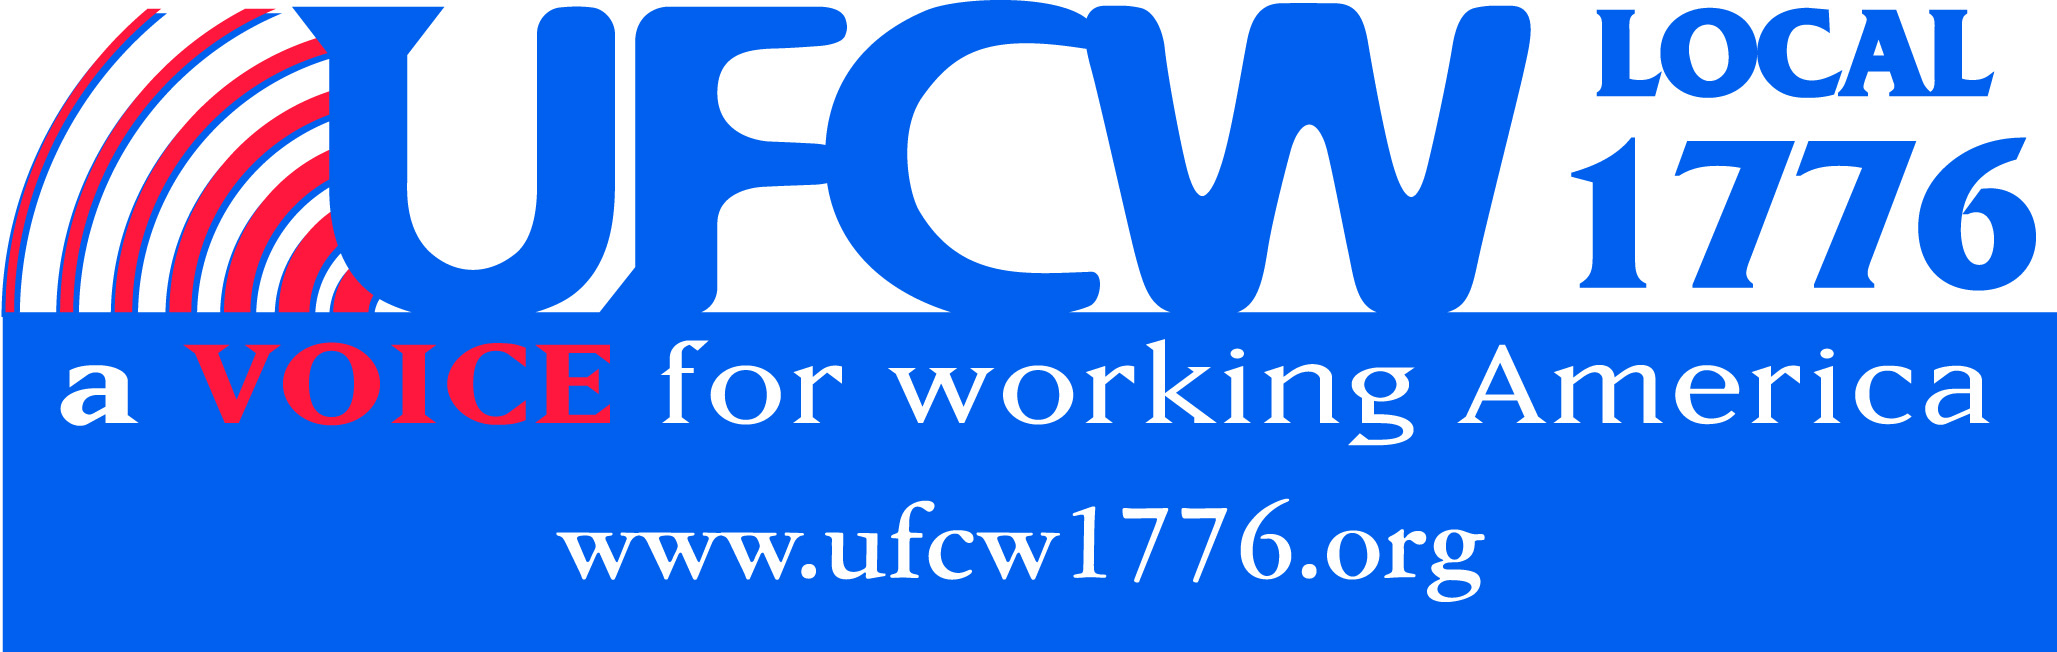 UFCW LOCAL
1776
a VOICE for working America
www.ufcw1776.org